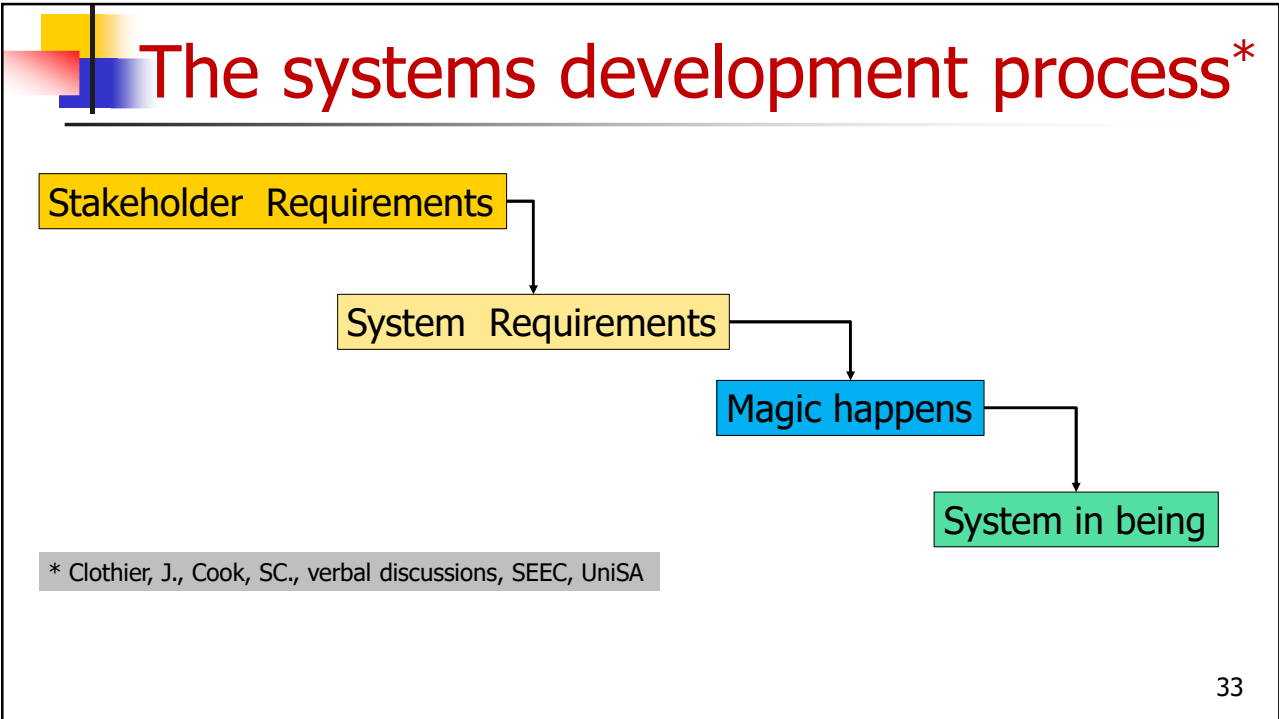 The systems development process*
Stakeholder Requirements
System Requirements
Magic happens
System in being
* Clothier, J., Cook, SC., verbal discussions, SEEC, UniSA
33